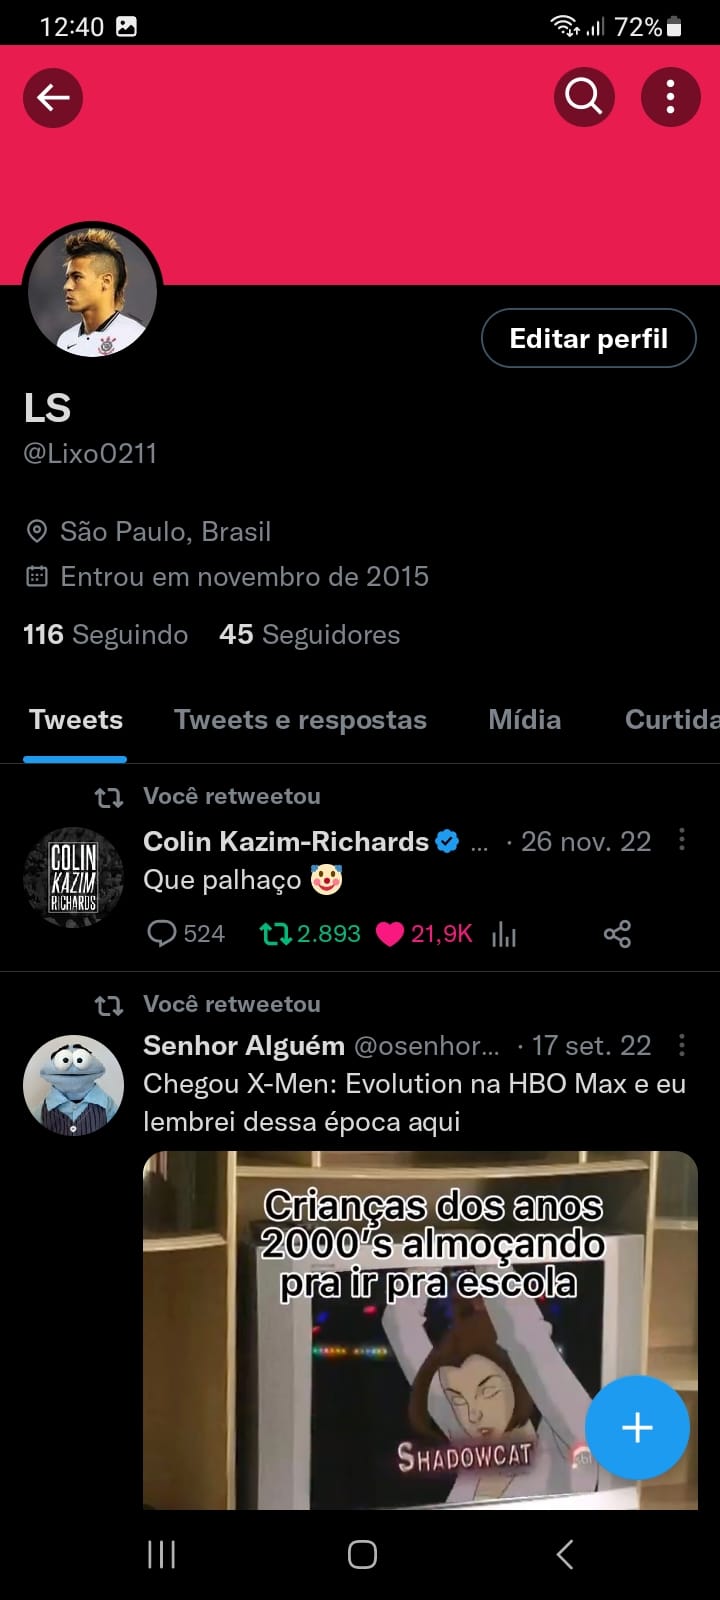 12:40 72%
Editar perfil
LS
@Lixo0211
São Paulo, Brasil
Entrou em novembro de 2015
116 Seguindo 45 Seguidores
Tweets Tweets e respostas Mídia Curtida
Você retweetou
Colin Kazim-Richards ... · 26 nov. 22
COLIN
KAZIM
RICHARDS
Que palhaço 🤡
524 2.893 21,9K
Você retweetou
Senhor Alguém @osenhor... · 17 set. 22
Chegou X-Men: Evolution na HBO Max e eu
lembrei dessa época aqui
Crianças dos anos
2000's almoçando
pra ir pra escola
SHADOWCAT